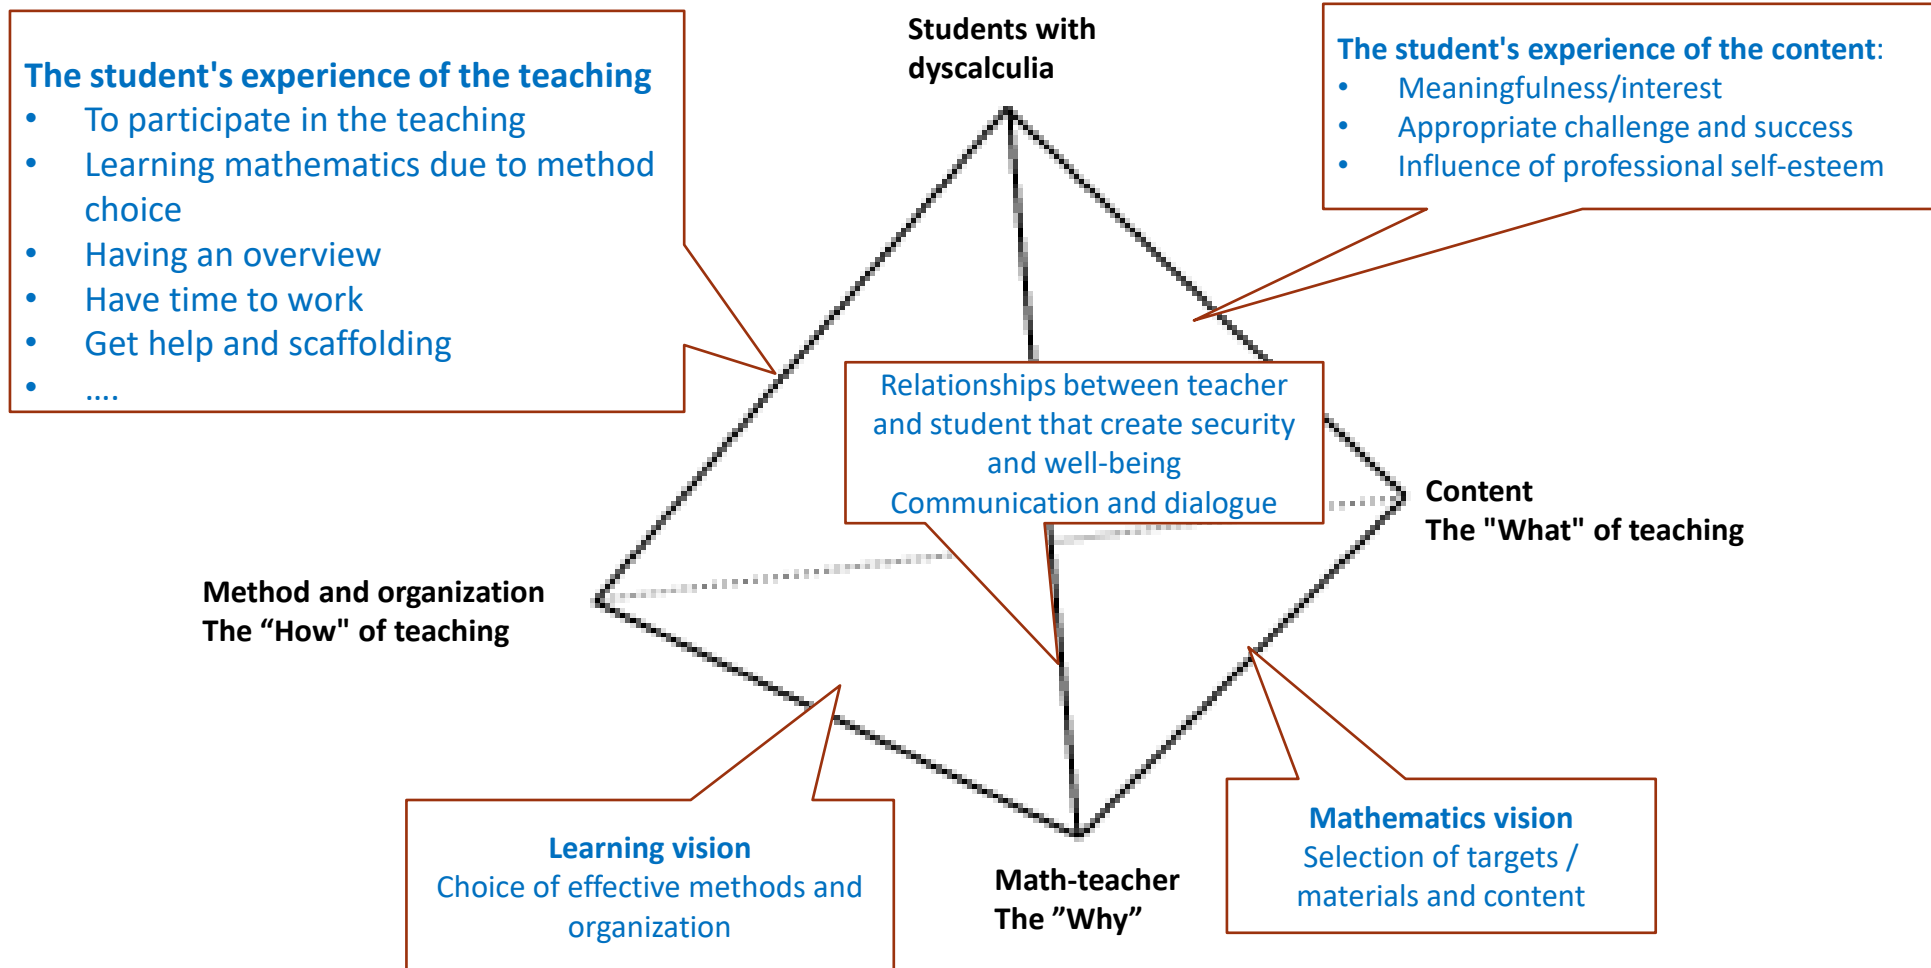 Students with
dyscalculia
The student's experience of the teaching
• To participate in the teaching
• Learning mathematics due to method
choice
• Having an overview
• Have time to work
• Get help and scaffolding
• ....
The student's experience of the content:
• Meaningfulness/interest
• Appropriate challenge and success
• Influence of professional self-esteem
Relationships between teacher
and student that create security
and well-being
Communication and dialogue
Content
The "What" of teaching
Method and organization
The “How" of teaching
Learning vision
Choice of effective methods and
organization
Math-teacher
The ”Why”
Mathematics vision
Selection of targets /
materials and content